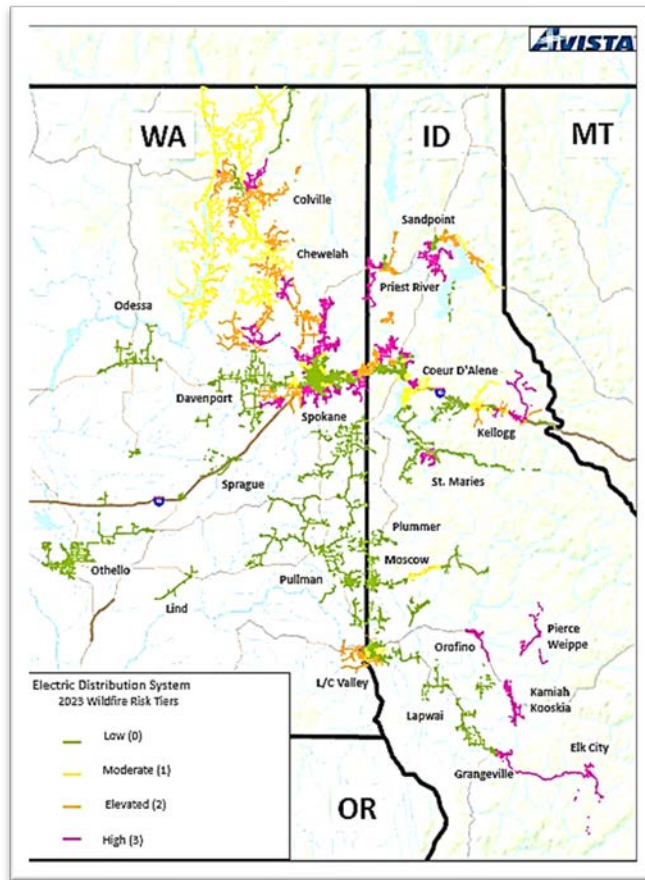 AVISTA
WA
ID
MT
Colville
Sandpoint
Chewelah
Priest River
Odessa
Coeur D'Alene
Davenport
Spokane
Kellogg
St. Maries
Sprague
Plummer
Moscow
Othello
Pullman
Lind
Pierce
Weippe
Orofino
L/C Valley
Kamiah
Kooskia
Lapwai
Elk City
Grangeville
OR
Electric Distribution System
2023 Wildfire Risk Tiers
Low (0)
Moderate (1)
Elevated (2)
High (3)